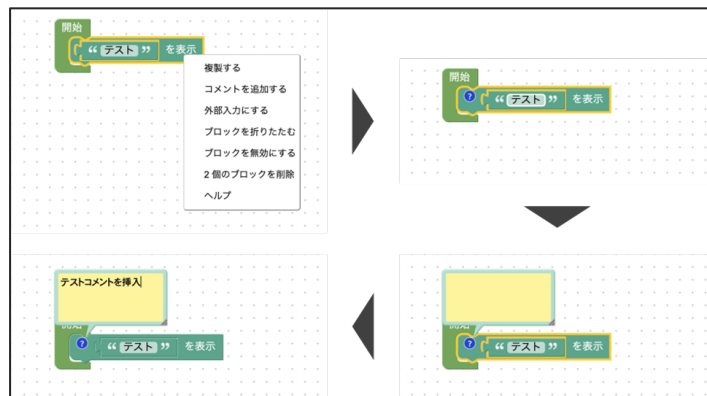 開始
“ テスト ” を表示
複製する
コメントを追加する
外部入力にする
ブロックを折りたたむ
ブロックを無効にする
2 個のブロックを削除
ヘルプ
開始
? “ テスト ” を表示
テストコメントを挿入
開始
? “ テスト ” を表示
開始
? “ テスト ” を表示